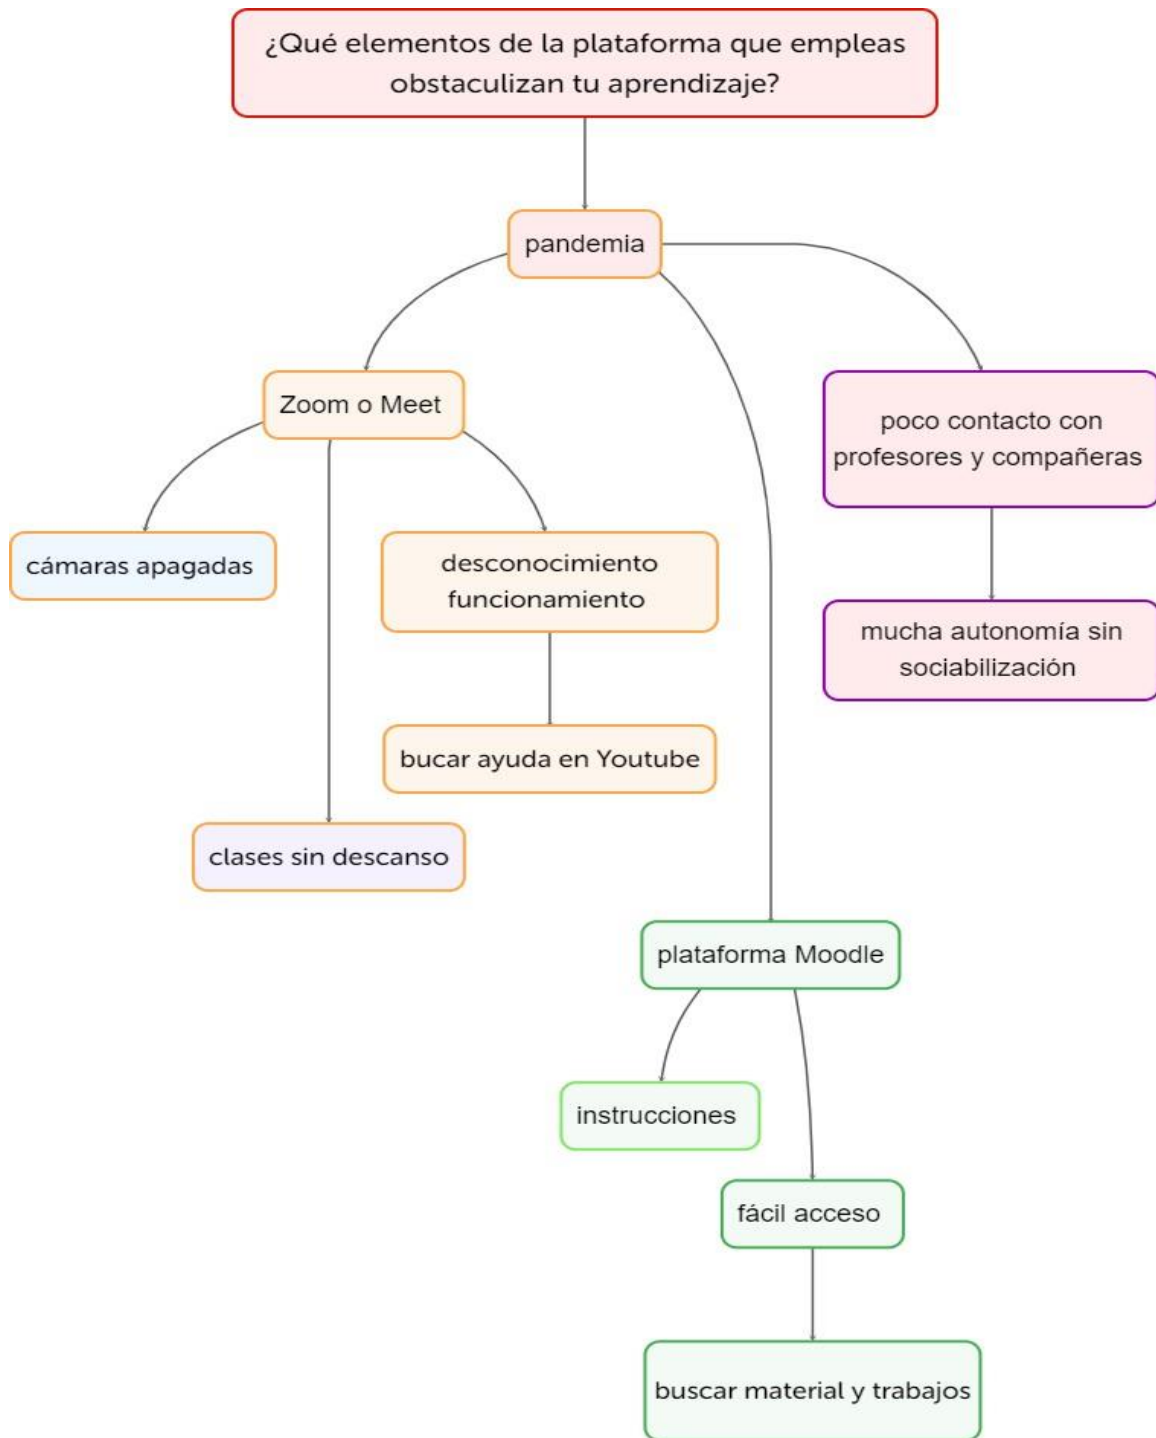 ¿Qué elementos de la plataforma que empleas
obstaculizan tu aprendizaje?
pandemia
Zoom o Meet
poco contacto con
profesores y compañeras
cámaras apagadas
desconocimiento
funcionamiento
mucha autonomía sin
sociabilización
bucar ayuda en Youtube
clases sin descanso
plataforma Moodle
instrucciones
fácil acceso
buscar material y trabajos